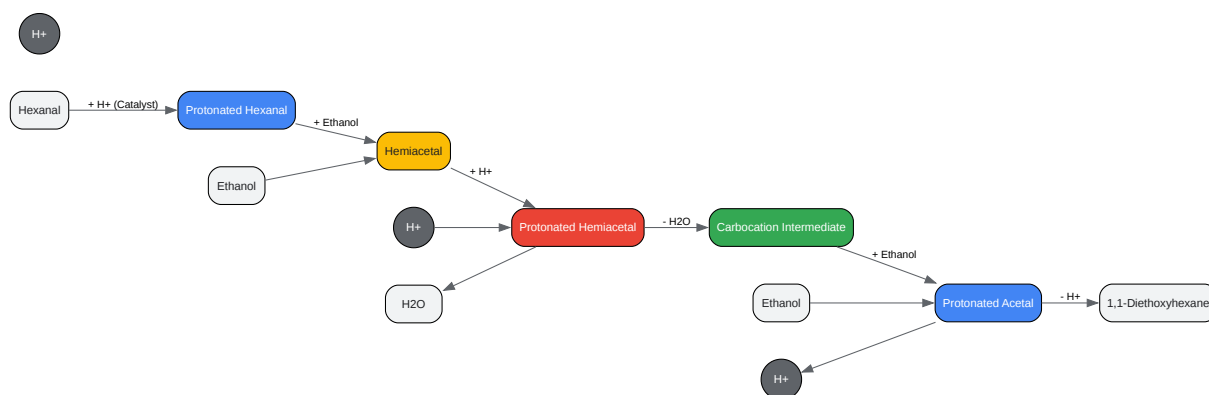 H+
Hexanal
+ H+ (Catalyst)
Protonated Hexanal
+ Ethanol
Ethanol
Hemiacetal
+ H+
H+
Protonated Hemiacetal
- H2O
H2O
Carbocation Intermediate
+ Ethanol
Ethanol
Protonated Acetal
- H+
1,1-Diethoxyhexane
H+